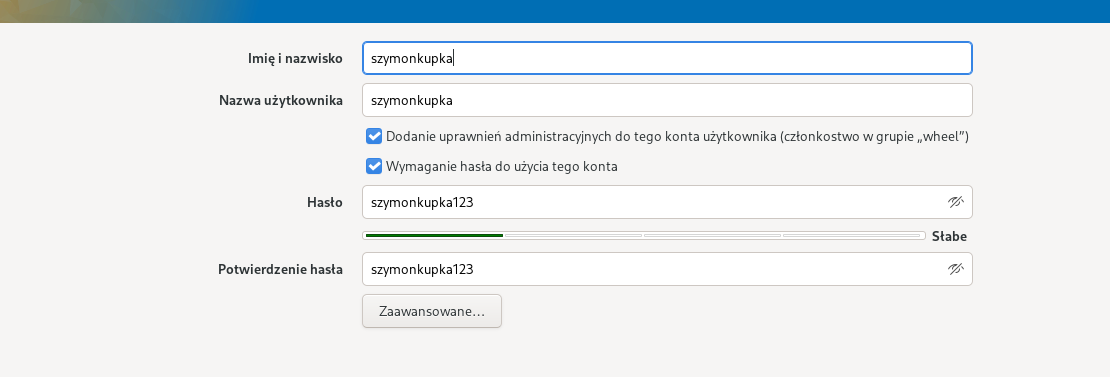 Imię i nazwisko szymonkupka
Nazwa użytkownika szymonkupka
Dodanie uprawnień administracyjnych do tego konta użytkownika (członkostwo w grupie „wheel”)
Wymaganie hasła do użycia tego konta
Hasło szymonkupka123
Słabe
Potwierdzenie hasła szymonkupka123
Zaawansowane…